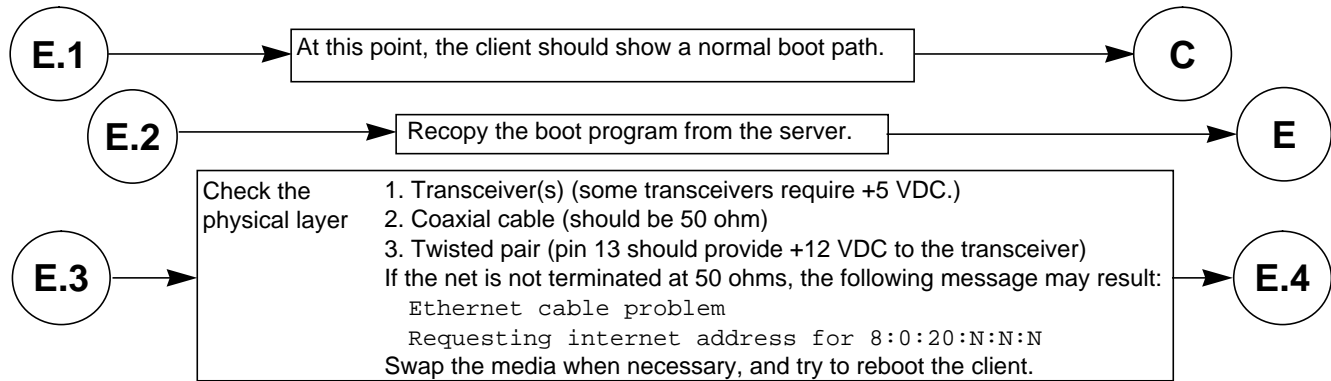 E.1
At this point, the client should show a normal boot path.
C
E.2
Recopy the boot program from the server.
E
E.3
Check the physical layer
1. Transceiver(s) (some transceivers require +5 VDC.)
2. Coaxial cable (should be 50 ohm)
3. Twisted pair (pin 13 should provide +12 VDC to the transceiver)
If the net is not terminated at 50 ohms, the following message may result:
Ethernet cable problem
Requesting internet address for 8:0:20:N:N:N
Swap the media when necessary, and try to reboot the client.
E.4